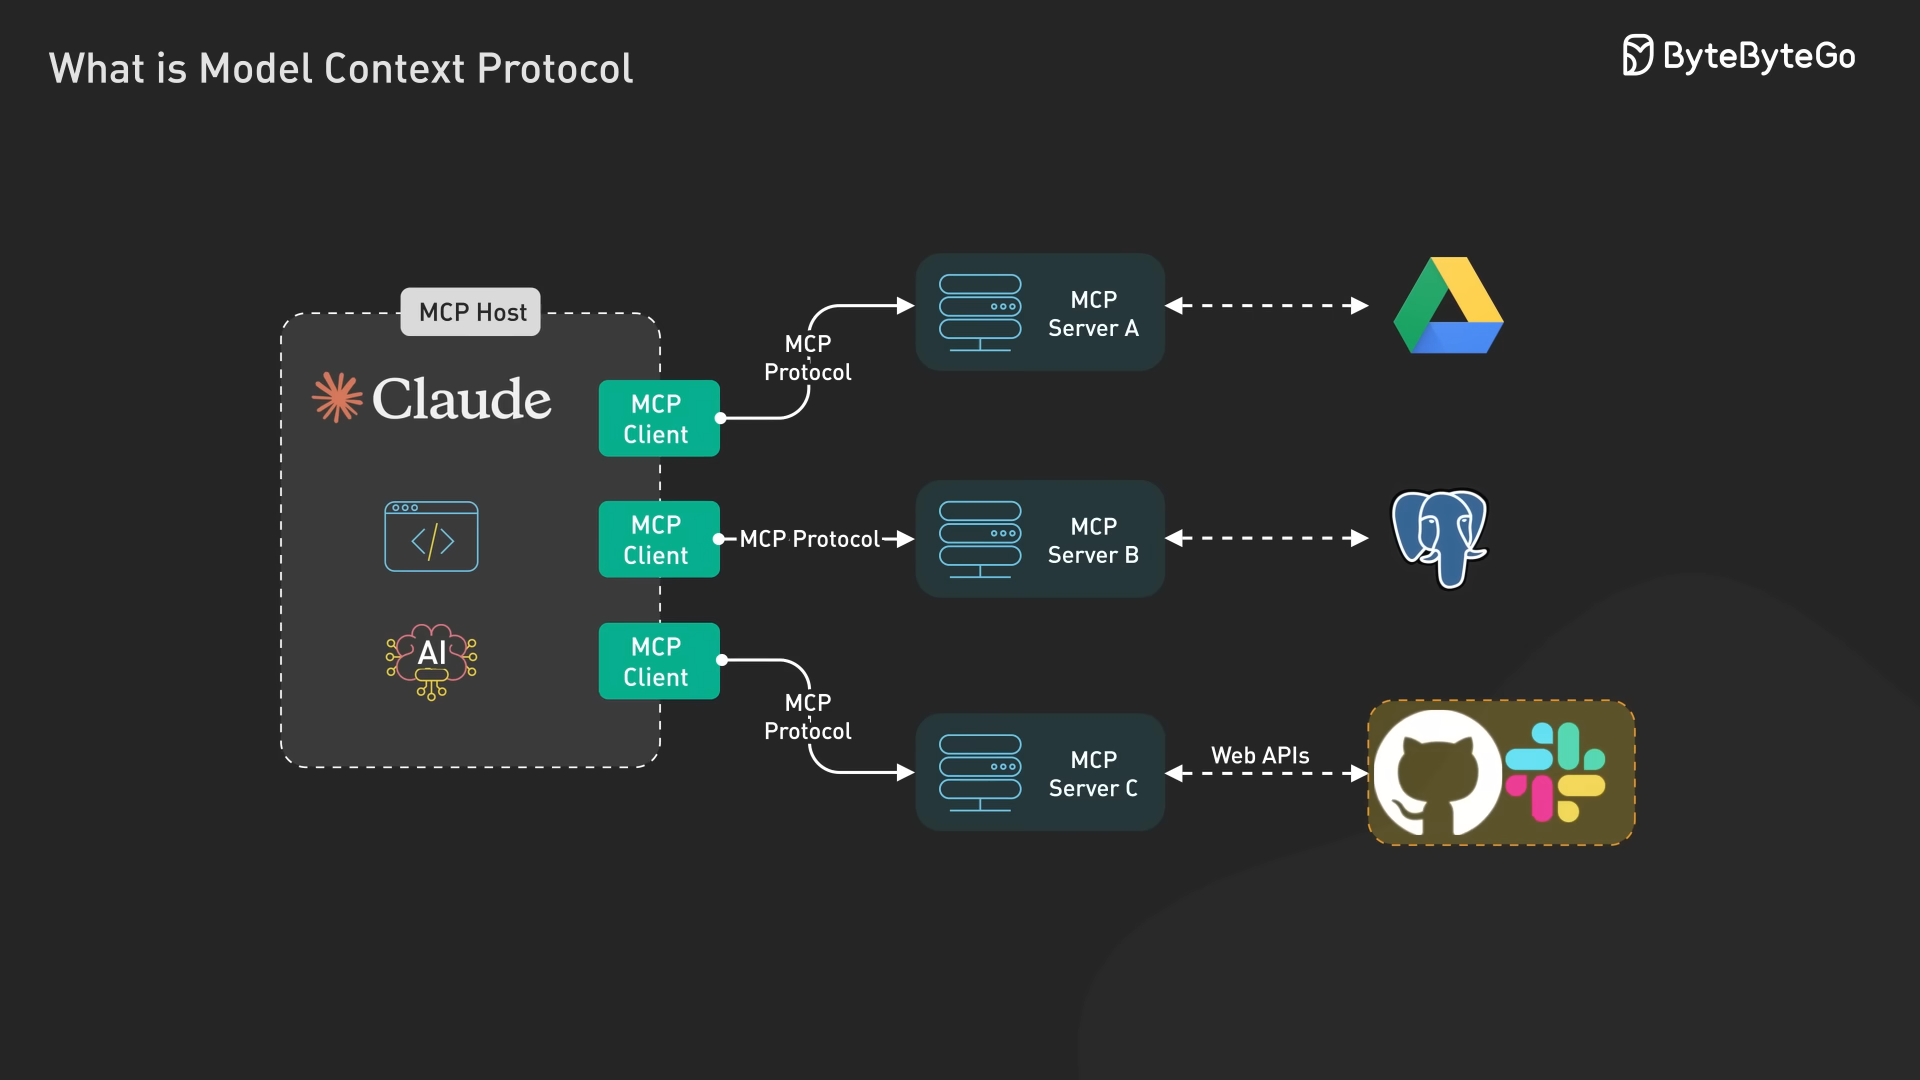 What is Model Context Protocol
ByteByteGo
MCP Host
Claude
AI
MCP
Client
MCP
Client
MCP
Client
MCP
Protocol
MCP Protocol
MCP
Protocol
MCP
Server A
MCP
Server B
MCP
Server C
Web APIs